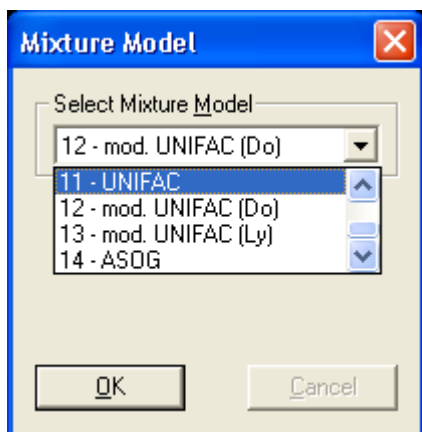 Mixture Model
Select Mixture Model
12 - mod. UNIFAC (Do)
11 - UNIFAC
12 - mod. UNIFAC (Do)
13 - mod. UNIFAC (Ly)
14 - ASOG
OK
Cancel